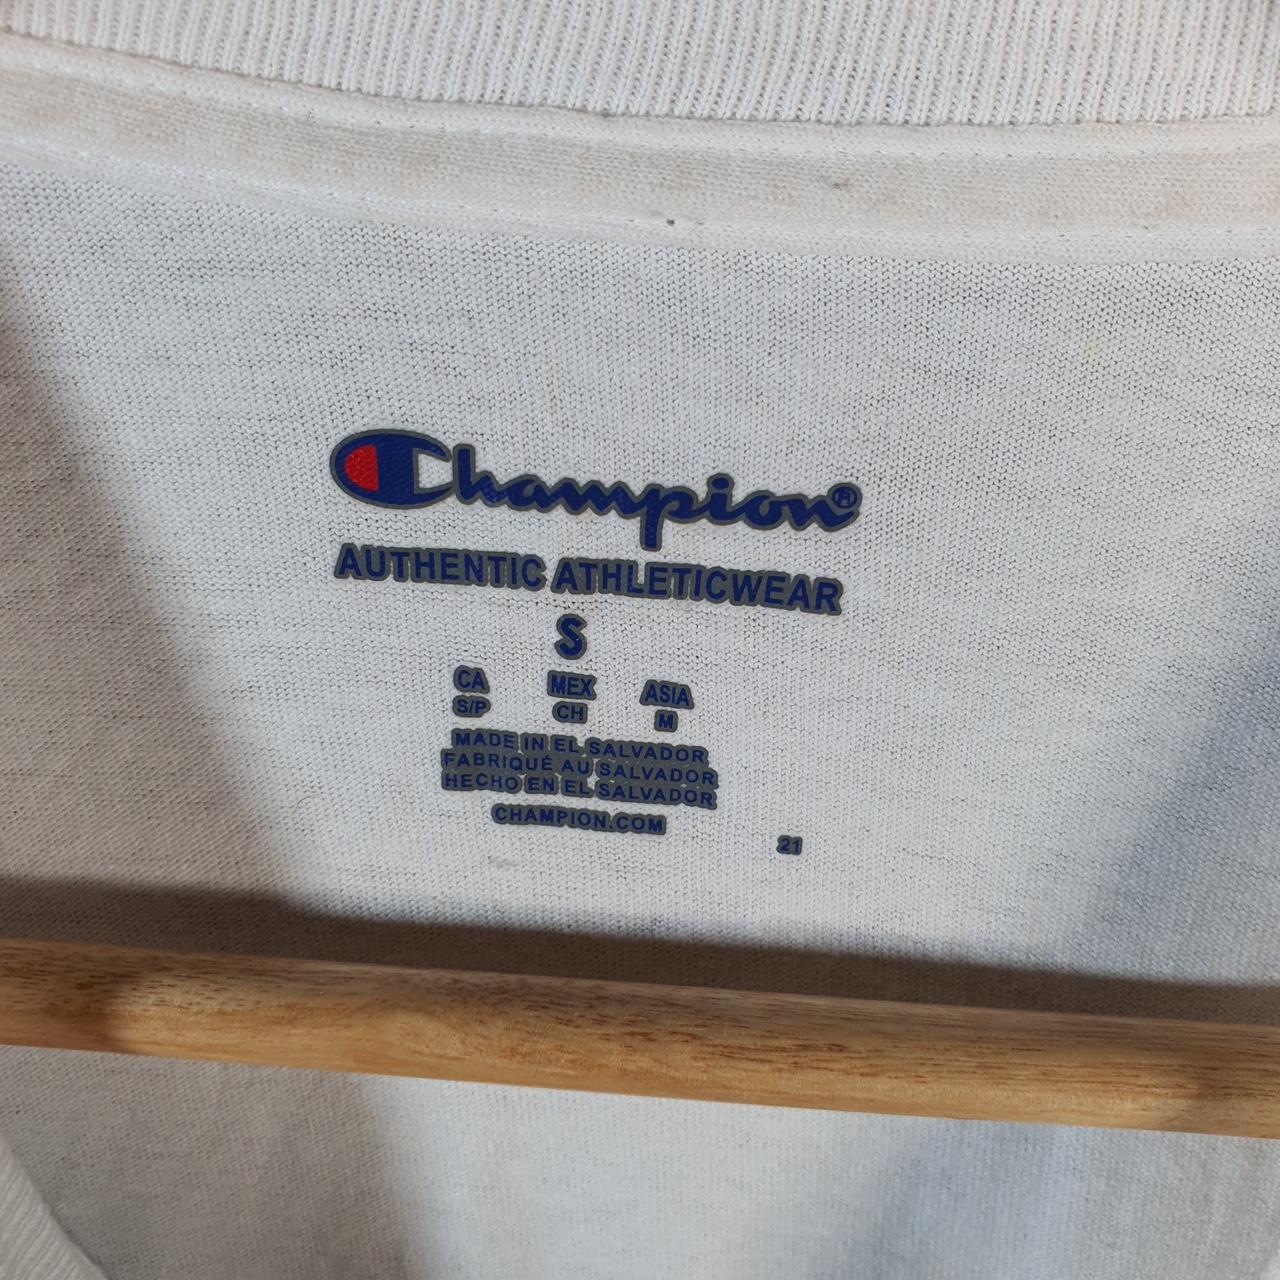 Champion®
AUTHENTIC ATHLETICWEAR
S
CA MEX ASIA
S/P CH M
MADE IN EL SALVADOR
FABRIQUÉ AU SALVADOR
HECHO EN EL SALVADOR
CHAMPION.COM
21